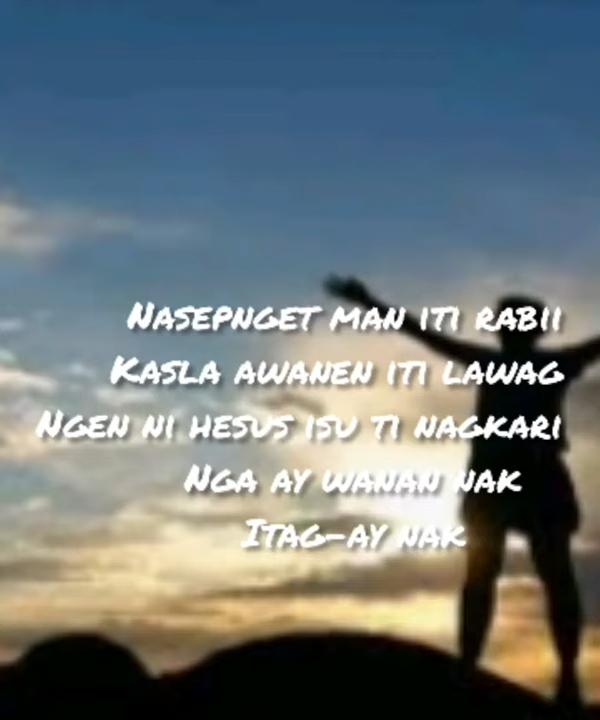 Nasepnget man iti rabii
Kasla awanen iti lawag
Ngen ni Hesus isu ti nagkari
Nga ay wanan nak
Itag-ay nak